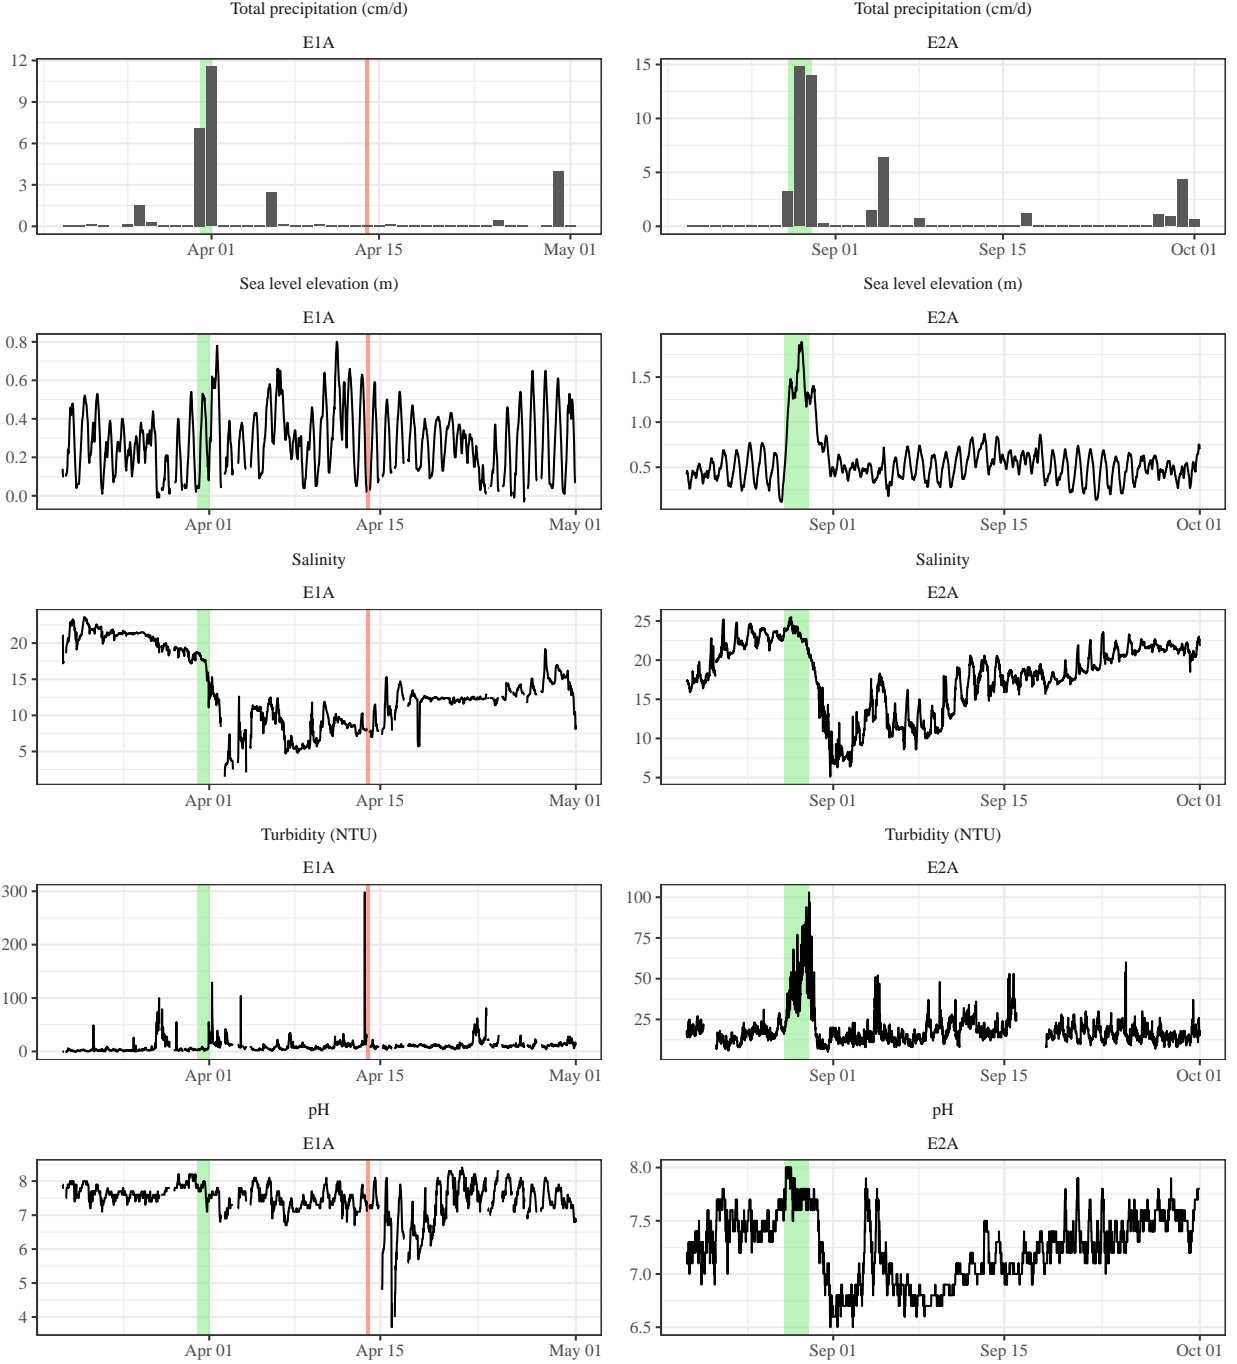 Total precipitation (cm/d) Total precipitation (cm/d)
E1A E2A
12
9
6
3
0
15
10
5
0
Apr 01 Apr 15 May 01 Sep 01 Sep 15 Oct 01
Sea level elevation (m) Sea level elevation (m)
E1A E2A
0.8
0.6
0.4
0.2
0.0
1.5
1.0
0.5
Apr 01 Apr 15 May 01 Sep 01 Sep 15 Oct 01
Salinity Salinity
E1A E2A
20
15
10
5
25
20
15
10
5
Apr 01 Apr 15 May 01 Sep 01 Sep 15 Oct 01
Turbidity (NTU) Turbidity (NTU)
E1A E2A
300
200
100
0
100
75
50
25
Apr 01 Apr 15 May 01 Sep 01 Sep 15 Oct 01
pH pH
E1A E2A
8
7
6
5
4
8.0
7.5
7.0
6.5
Apr 01 Apr 15 May 01 Sep 01 Sep 15 Oct 01